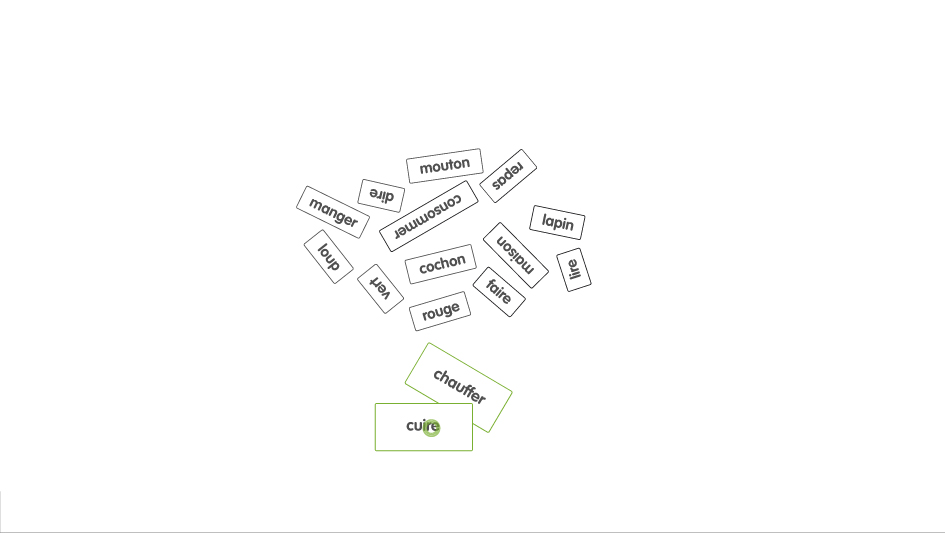 mouton
repas
dire
manger
consommer
lapin
loup
maison
cochon
lire
vert
faire
rouge
chauffer
cuire